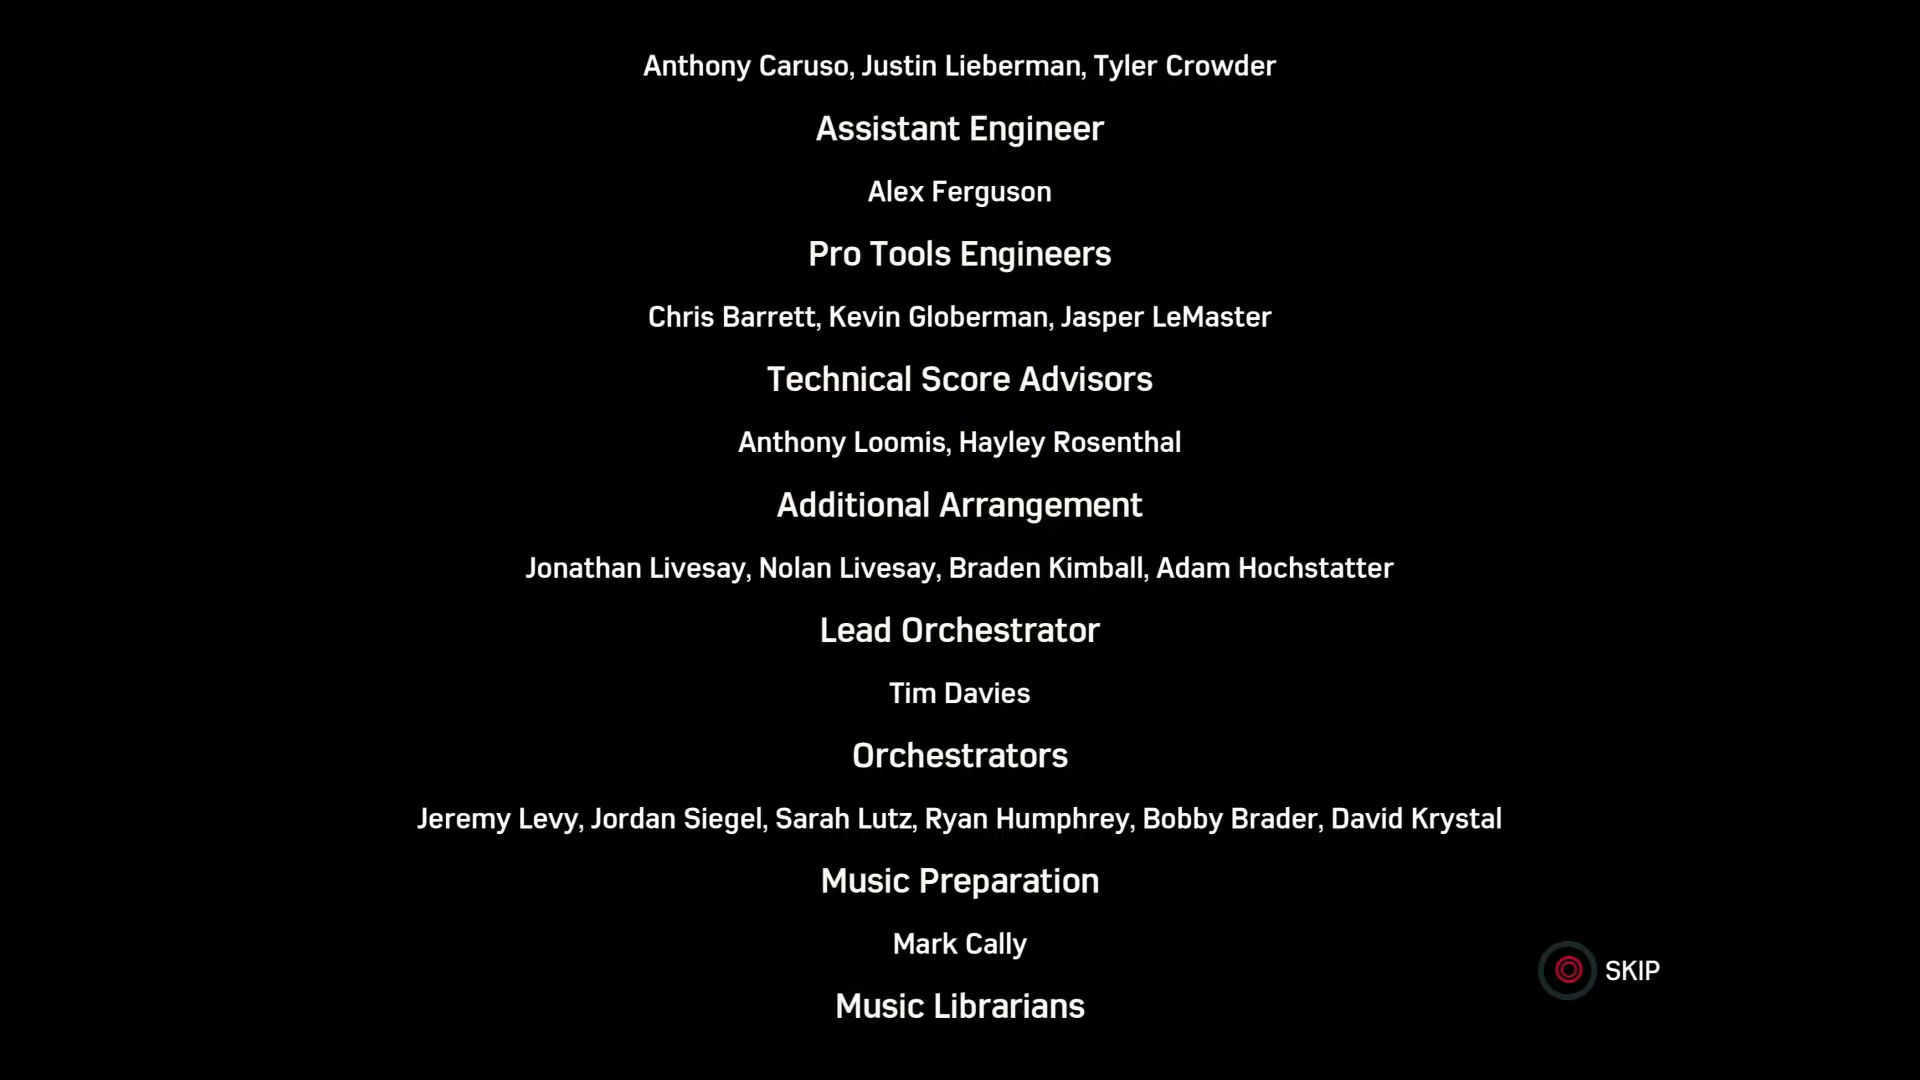 Anthony Caruso, Justin Lieberman, Tyler Crowder
Assistant Engineer
Alex Ferguson
Pro Tools Engineers
Chris Barrett, Kevin Globerman, Jasper LeMaster
Technical Score Advisors
Anthony Loomis, Hayley Rosenthal
Additional Arrangement
Jonathan Livesay, Nolan Livesay, Braden Kimball, Adam Hochstatter
Lead Orchestrator
Tim Davies
Orchestrators
Jeremy Levy, Jordan Siegel, Sarah Lutz, Ryan Humphrey, Bobby Brader, David Krystal
Music Preparation
Mark Cally
SKIP
Music Librarians